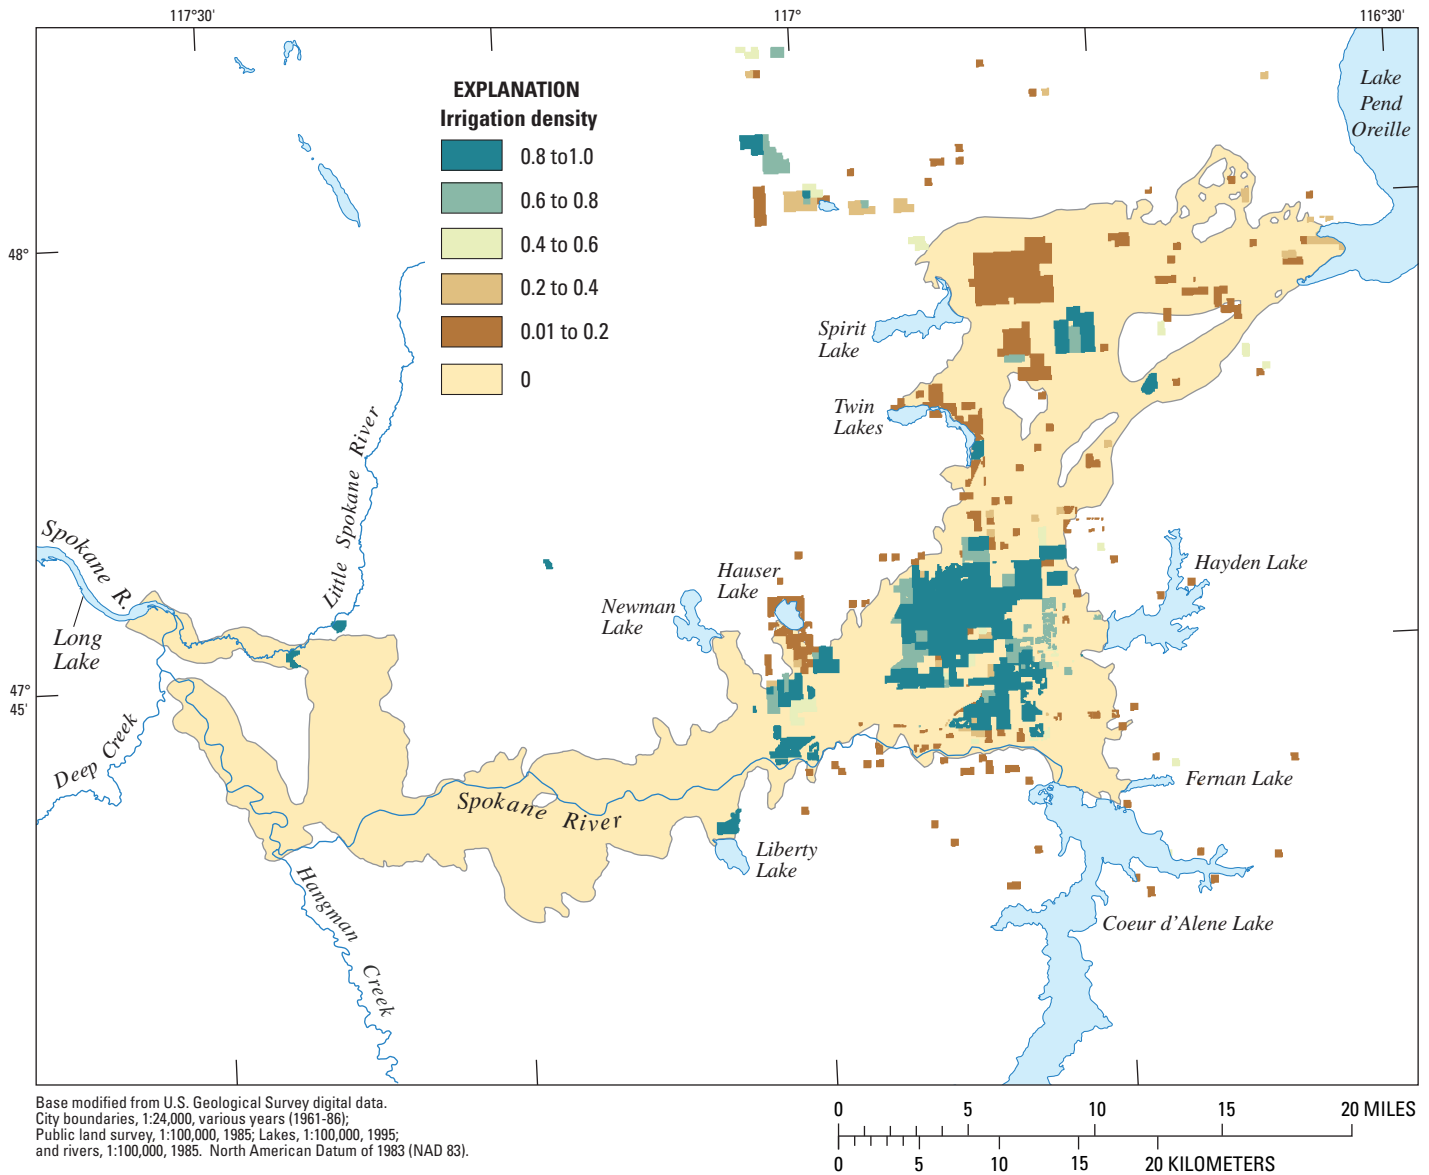 117°30'
117°
116°30'
EXPLANATION
Irrigation density
0.8 to1.0
0.6 to 0.8
0.4 to 0.6
0.2 to 0.4
0.01 to 0.2
0
Lake
Pend
Oreille
48°
Spirit
Lake
Twin
Lakes
Little Spokane River
Spokane R.
Long
Lake
Newman
Lake
Hauser
Lake
Hayden Lake
47°
45'
Deep Creek
Spokane River
Fernan Lake
Liberty
Lake
Hangman Creek
Coeur d'Alene Lake
Base modified from U.S. Geological Survey digital data.
City boundaries, 1:24,000, various years (1961-86);
Public land survey, 1:100,000, 1985; Lakes, 1:100,000, 1995;
and rivers, 1:100,000, 1985. North American Datum of 1983 (NAD 83).
0 5 10 15 20 MILES
0 5 10 15 20 KILOMETERS